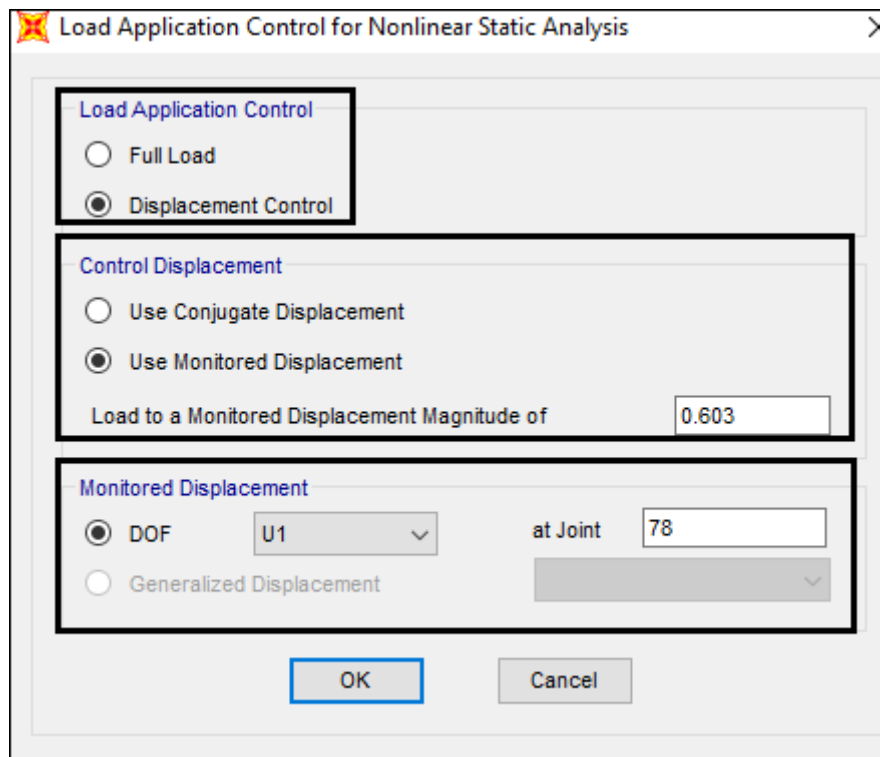 Load Application Control for Nonlinear Static Analysis
Load Application Control
Full Load
Displacement Control
Control Displacement
Use Conjugate Displacement
Use Monitored Displacement
Load to a Monitored Displacement Magnitude of 0.603
Monitored Displacement
DOF U1 at Joint 78
Generalized Displacement
OK Cancel